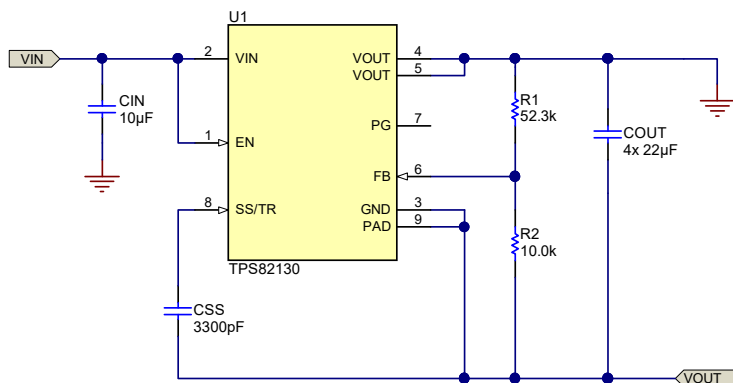 U1
VIN
2
VIN
VOUT
4
VOUT
5
CIN
10µF
R1
52.3k
PG
7
COUT
4x 22µF
1
EN
FB
6
8
SS/TR
GND
3
PAD
9
R2
10.0k
TPS82130
CSS
3300pF
VOUT